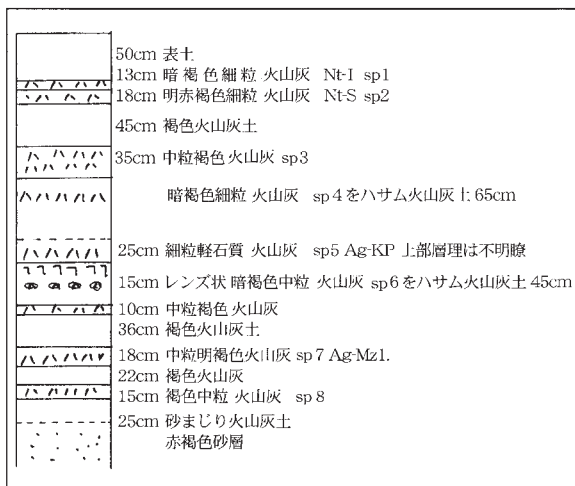 50cm 表土
13cm 暗褐色細粒 火山灰 Nt-I sp1
18cm 明赤褐色細粒 火山灰 Nt-S sp2
45cm 褐色火山灰土
35cm 中粒褐色火山灰 sp3
暗褐色細粒 火山灰 sp4をハサム火山灰土 65cm
25cm 細粒軽石質 火山灰 sp5 Ag-KP 上部層理は不明瞭
15cm レンズ状 暗褐色中粒 火山灰 sp6をハサム火山灰土 45cm
10cm 中粒褐色火山灰
36cm 褐色火山灰土
18cm 中粒明褐色火山灰 sp7 Ag-Mz1.
22cm 褐色火山灰
15cm 褐色中粒 火山灰 sp8
25cm 砂まじり火山灰土
赤褐色砂層